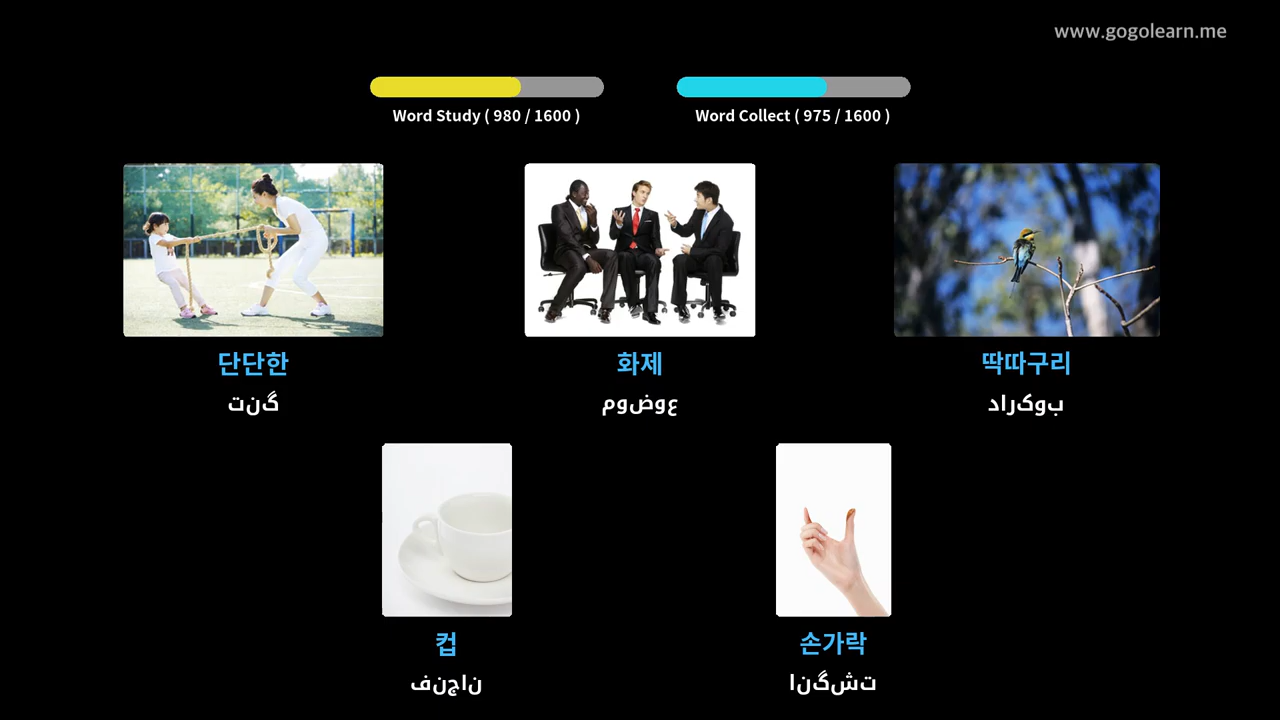 www.gogolearn.me
Word Study ( 980 / 1600 )
Word Collect ( 975 / 1600 )
단단한
تنگ
화제
موضوع
딱따구리
دارکوب
컵
فنجان
손가락
انگشت